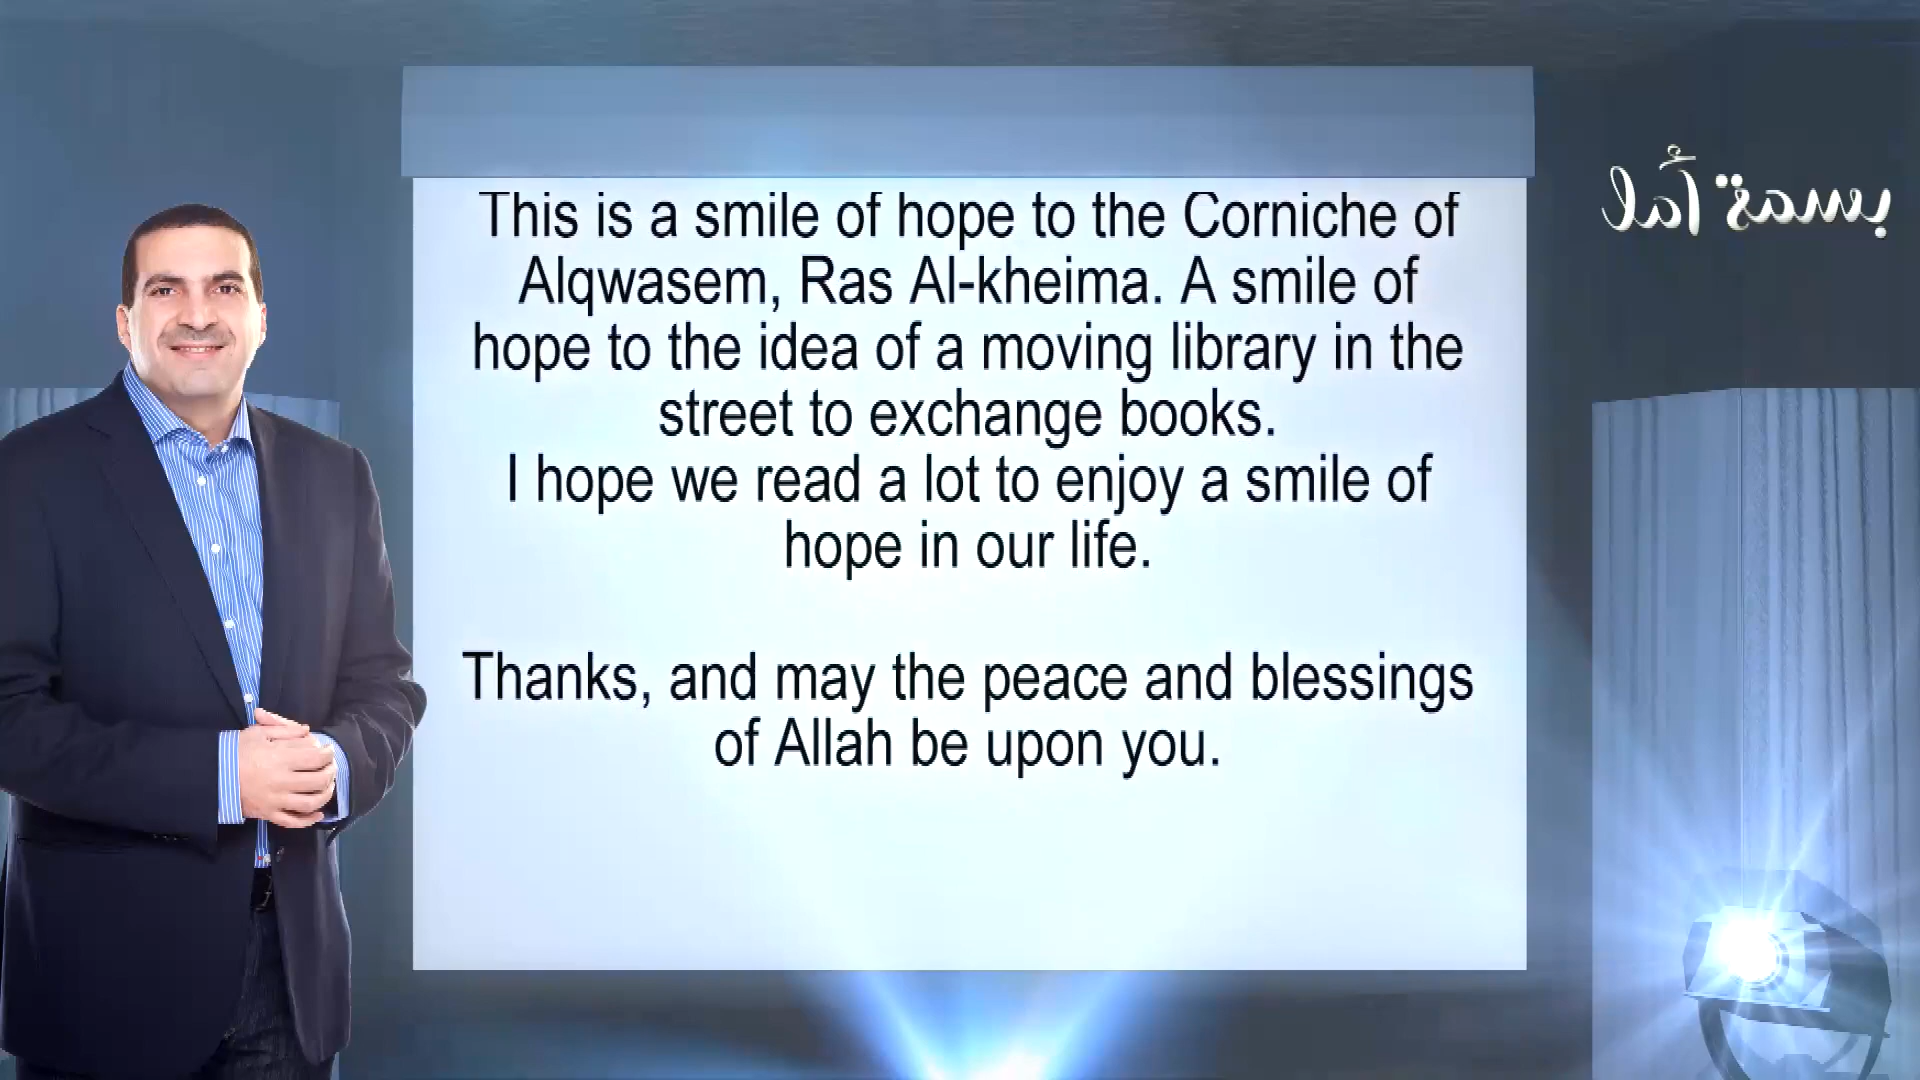 This is a smile of hope to the Corniche of
Alqwasem, Ras Al-kheima. A smile of
hope to the idea of a moving library in the
street to exchange books.
I hope we read a lot to enjoy a smile of
hope in our life.
Thanks, and may the peace and blessings
of Allah be upon you.
بسمة أمل